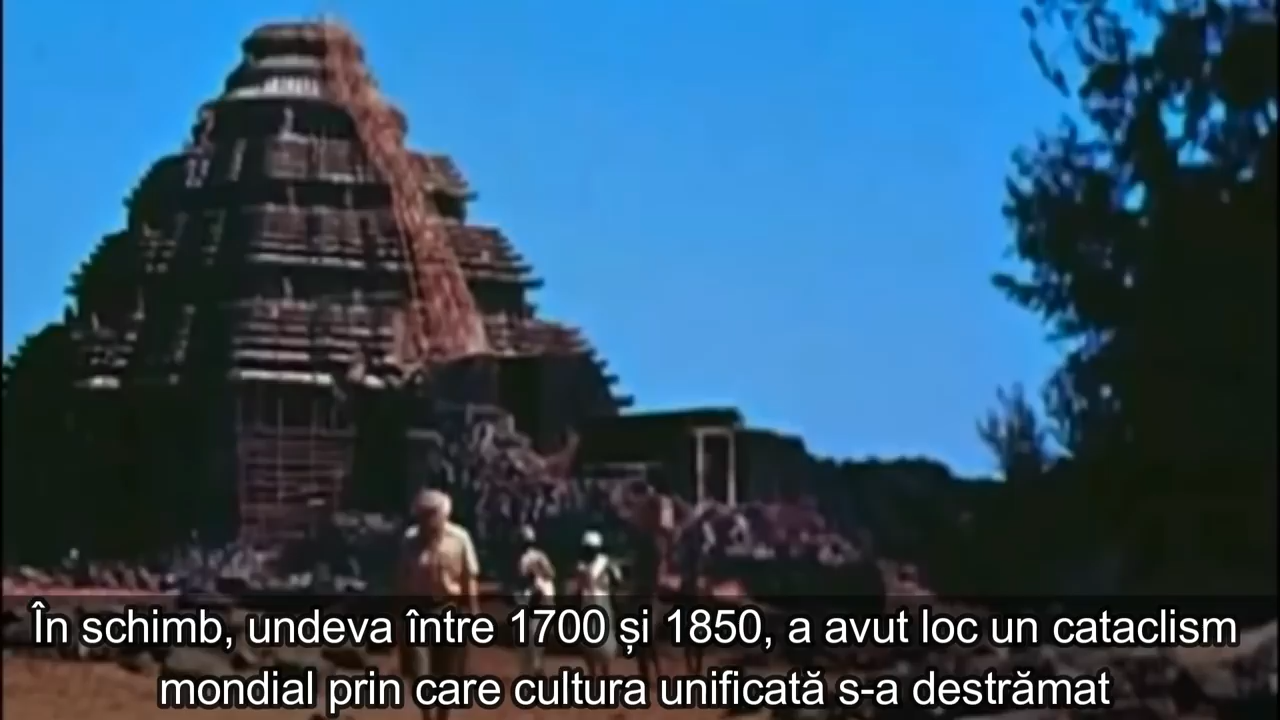 În schimb, undeva între 1700 și 1850, a avut loc un cataclism
mondial prin care cultura unificată s-a destrămat